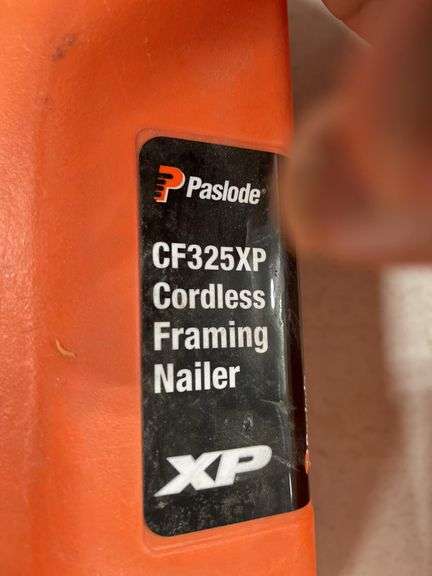 Paslode®
CF325XP
Cordless
Framing
Nailer
XP